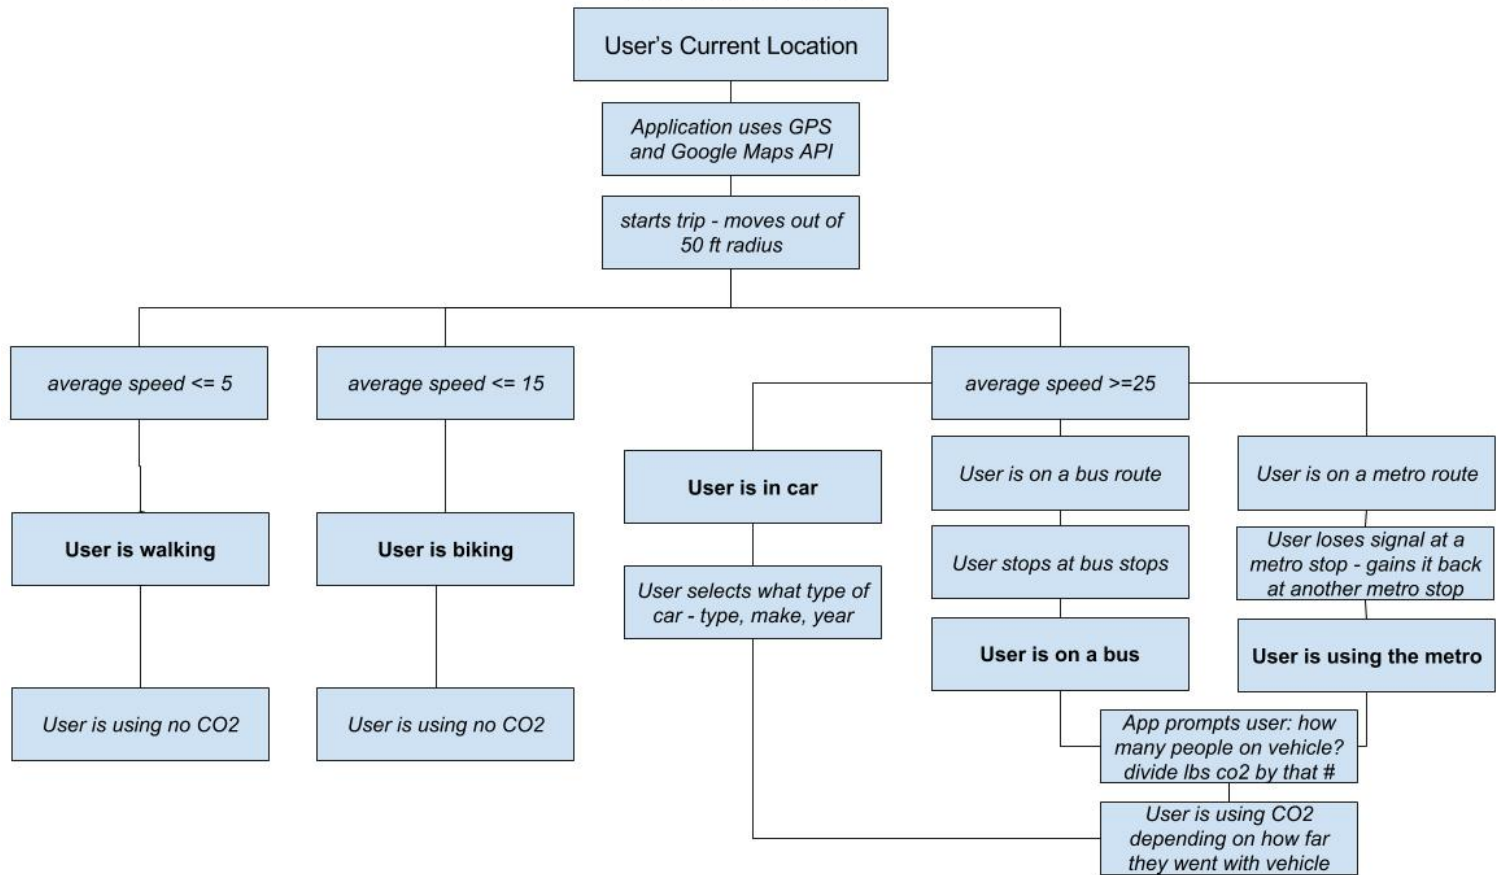 User's Current Location
Application uses GPS
and Google Maps API
starts trip - moves out of
50 ft radius
average speed <= 5
average speed <= 15
average speed >=25
User is walking
User is biking
User is using no CO2
User is using no CO2
User is in car
User selects what type of
car - type, make, year
User is on a bus route
User stops at bus stops
User is on a bus
User is on a metro route
User loses signal at a
metro stop - gains it back
at another metro stop
User is using the metro
App prompts user: how
many people on vehicle?
divide lbs co2 by that #
User is using CO2
depending on how far
they went with vehicle